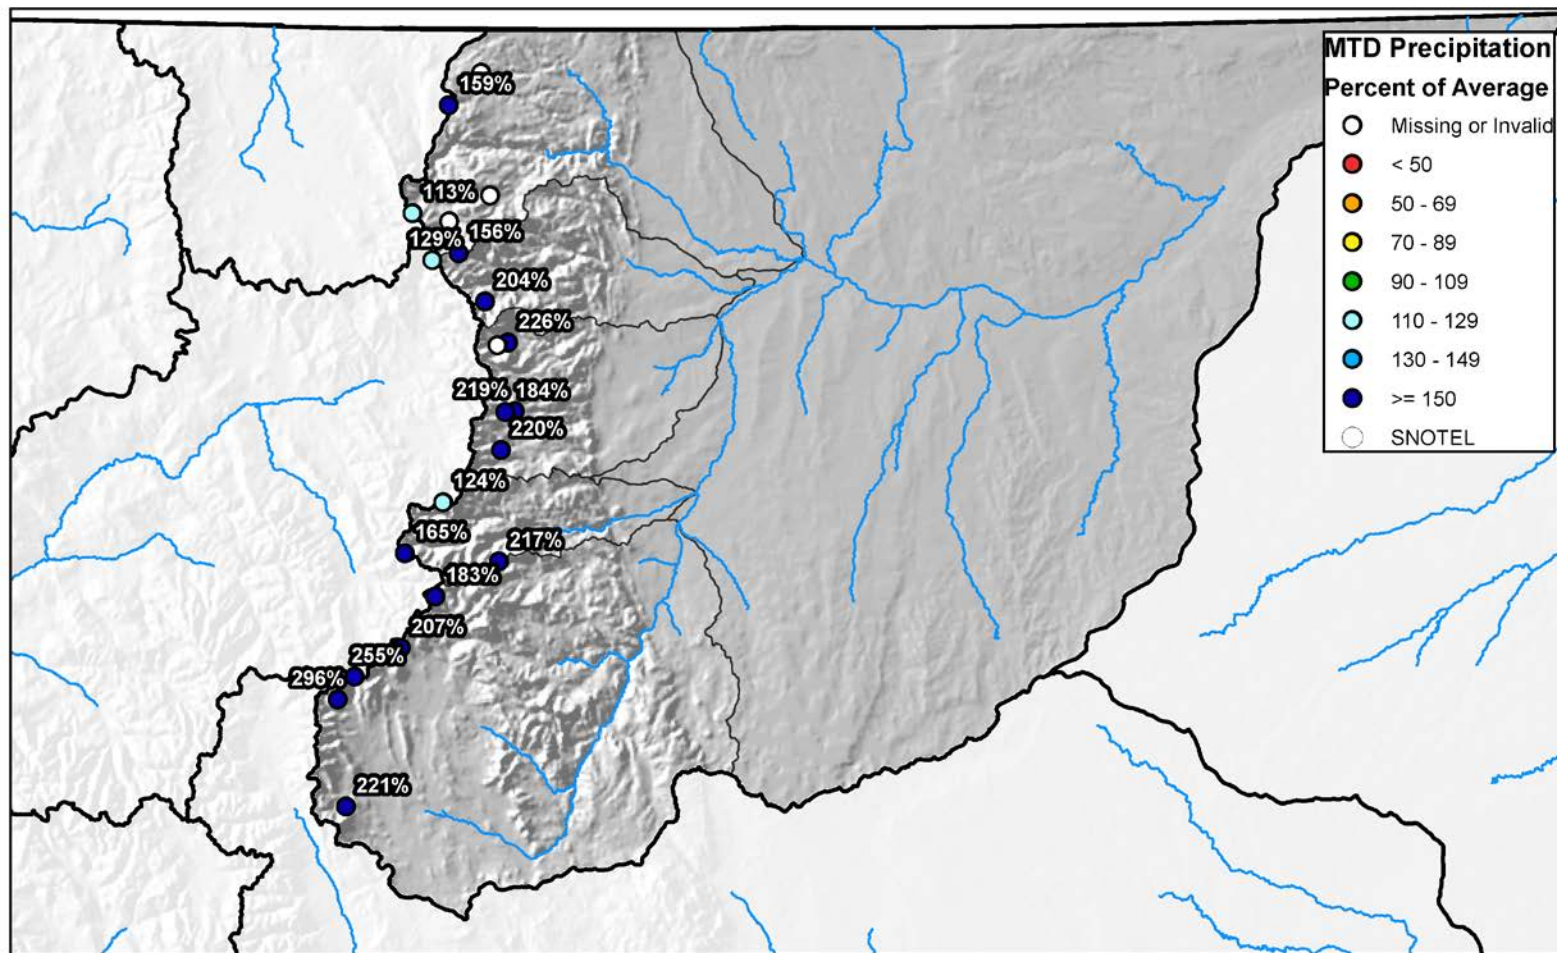 MTD Precipitation
Percent of Average
Missing or Invalid
< 50
50 - 69
70 - 89
90 - 109
110 - 129
130 - 149
>= 150
SNOTEL
159%
113%
129% 156%
204%
226%
219% 184%
220%
124%
165%
217%
183%
207%
255%
296%
221%